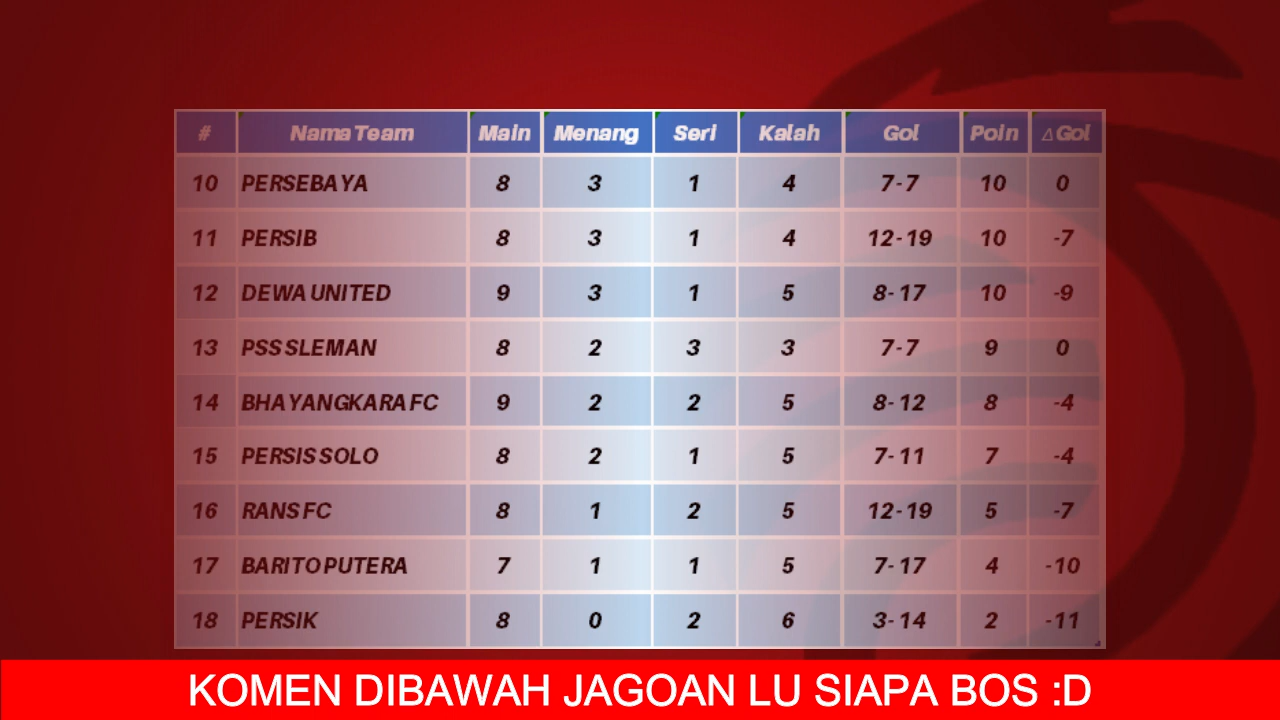 # Nama Team Main Menang Seri Kalah Gol Poin Δ Gol
10 PERSEBAYA 8 3 1 4 7-7 10 0
11 PERSIB 8 3 1 4 12-19 10 -7
12 DEWA UNITED 9 3 1 5 8-17 10 -9
13 PSS SLEMAN 8 2 3 3 7-7 9 0
14 BHAYANGKARA FC 9 2 2 5 8-12 8 -4
15 PERSIS SOLO 8 2 1 5 7-11 7 -4
16 RANS FC 8 1 2 5 12-19 5 -7
17 BARITO PUTERA 7 1 1 5 7-17 4 -10
18 PERSIK 8 0 2 6 3-14 2 -11
KOMEN DIBAWAH JAGOAN LU SIAPA BOS :D